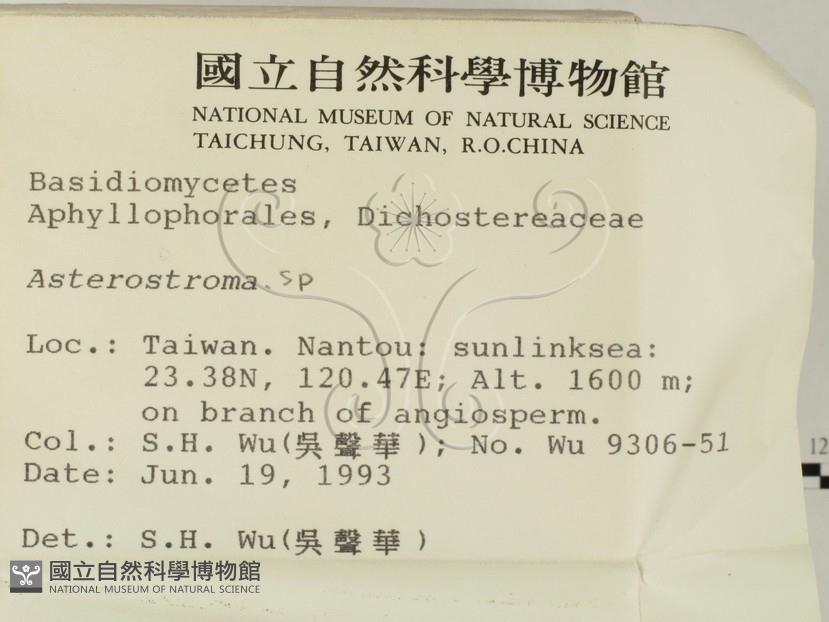 國立自然科學博物館
NATIONAL MUSEUM OF NATURAL SCIENCE
TAICHUNG, TAIWAN, R.O.CHINA
Basidiomycetes
Aphyllophorales, Dichostereaceae
Asterostroma. sp
Loc.: Taiwan. Nantou: sunlinksea:
23.38N, 120.47E; Alt. 1600 m;
on branch of angiosperm.
Col.: S.H. Wu(吳聲華); No. Wu 9306-51
Date: Jun. 19, 1993
Det.: S.H. Wu(吳聲華)
國立自然科學博物館
NATIONAL MUSEUM OF NATURAL SCIENCE
12